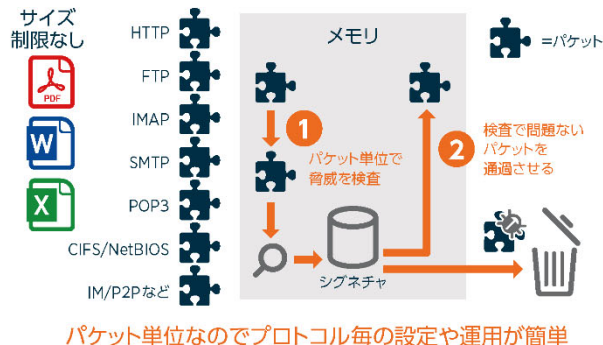 サイズ
制限なし
PDF
W
X
HTTP
FTP
IMAP
SMTP
POP3
CIFS/NetBIOS
IM/P2Pなど
メモリ
1
パケット単位で
脅威を検査
シグネチャ
=パケット
2
検査で問題ない
パケットを
通過させる
パケット単位なのでプロトコル毎の設定や運用が簡単